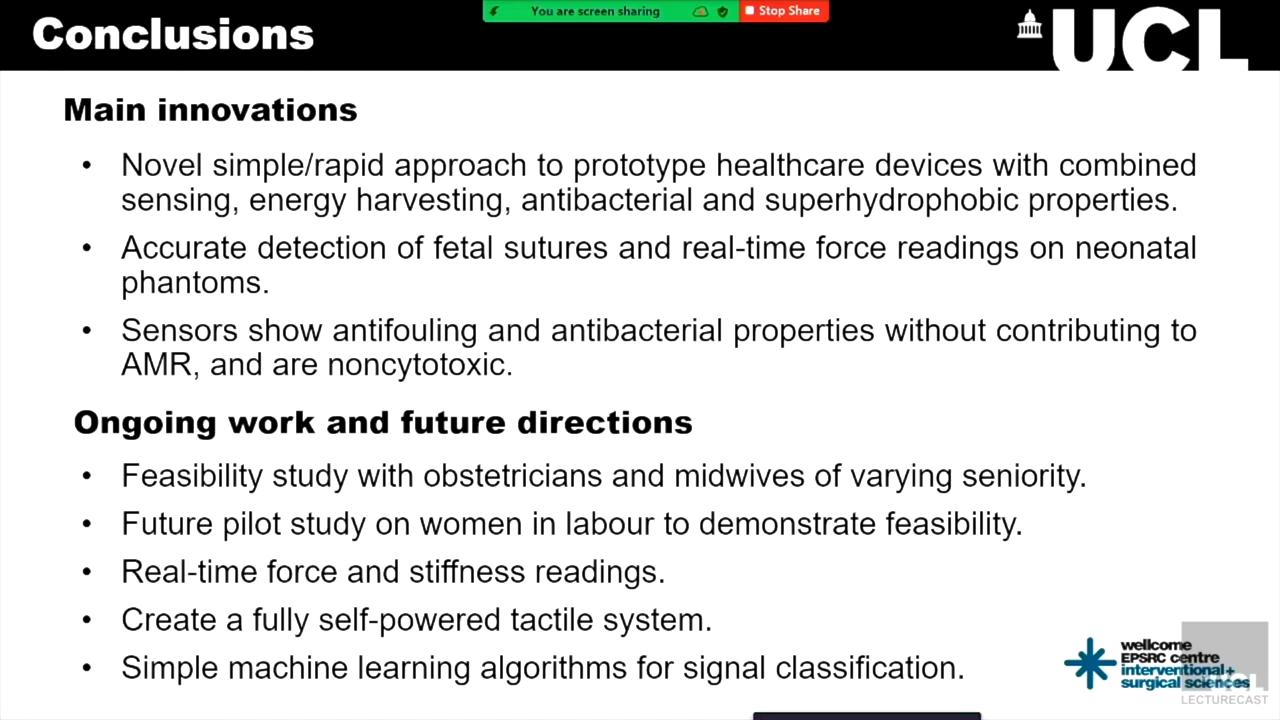 You are screen sharing
Stop Share
Conclusions
UCL
Main innovations
• Novel simple/rapid approach to prototype healthcare devices with combined
sensing, energy harvesting, antibacterial and superhydrophobic properties.
• Accurate detection of fetal sutures and real-time force readings on neonatal
phantoms.
• Sensors show antifouling and antibacterial properties without contributing to
AMR, and are noncytotoxic.
Ongoing work and future directions
• Feasibility study with obstetricians and midwives of varying seniority.
• Future pilot study on women in labour to demonstrate feasibility.
• Real-time force and stiffness readings.
• Create a fully self-powered tactile system.
• Simple machine learning algorithms for signal classification.
wellcome
EPSRC centre
interventional+
surgical sciences
UCL
LECTURECAST